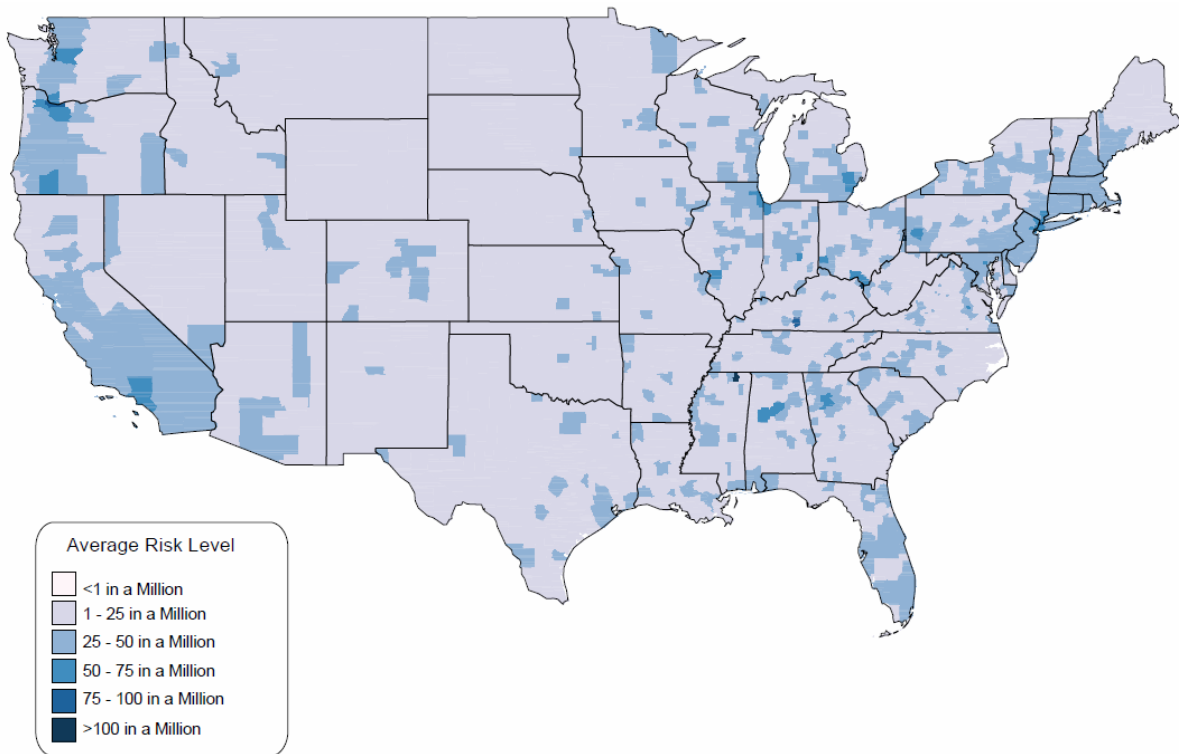 Average Risk Level
<1 in a Million
1 - 25 in a Million
25 - 50 in a Million
50 - 75 in a Million
75 - 100 in a Million
>100 in a Million